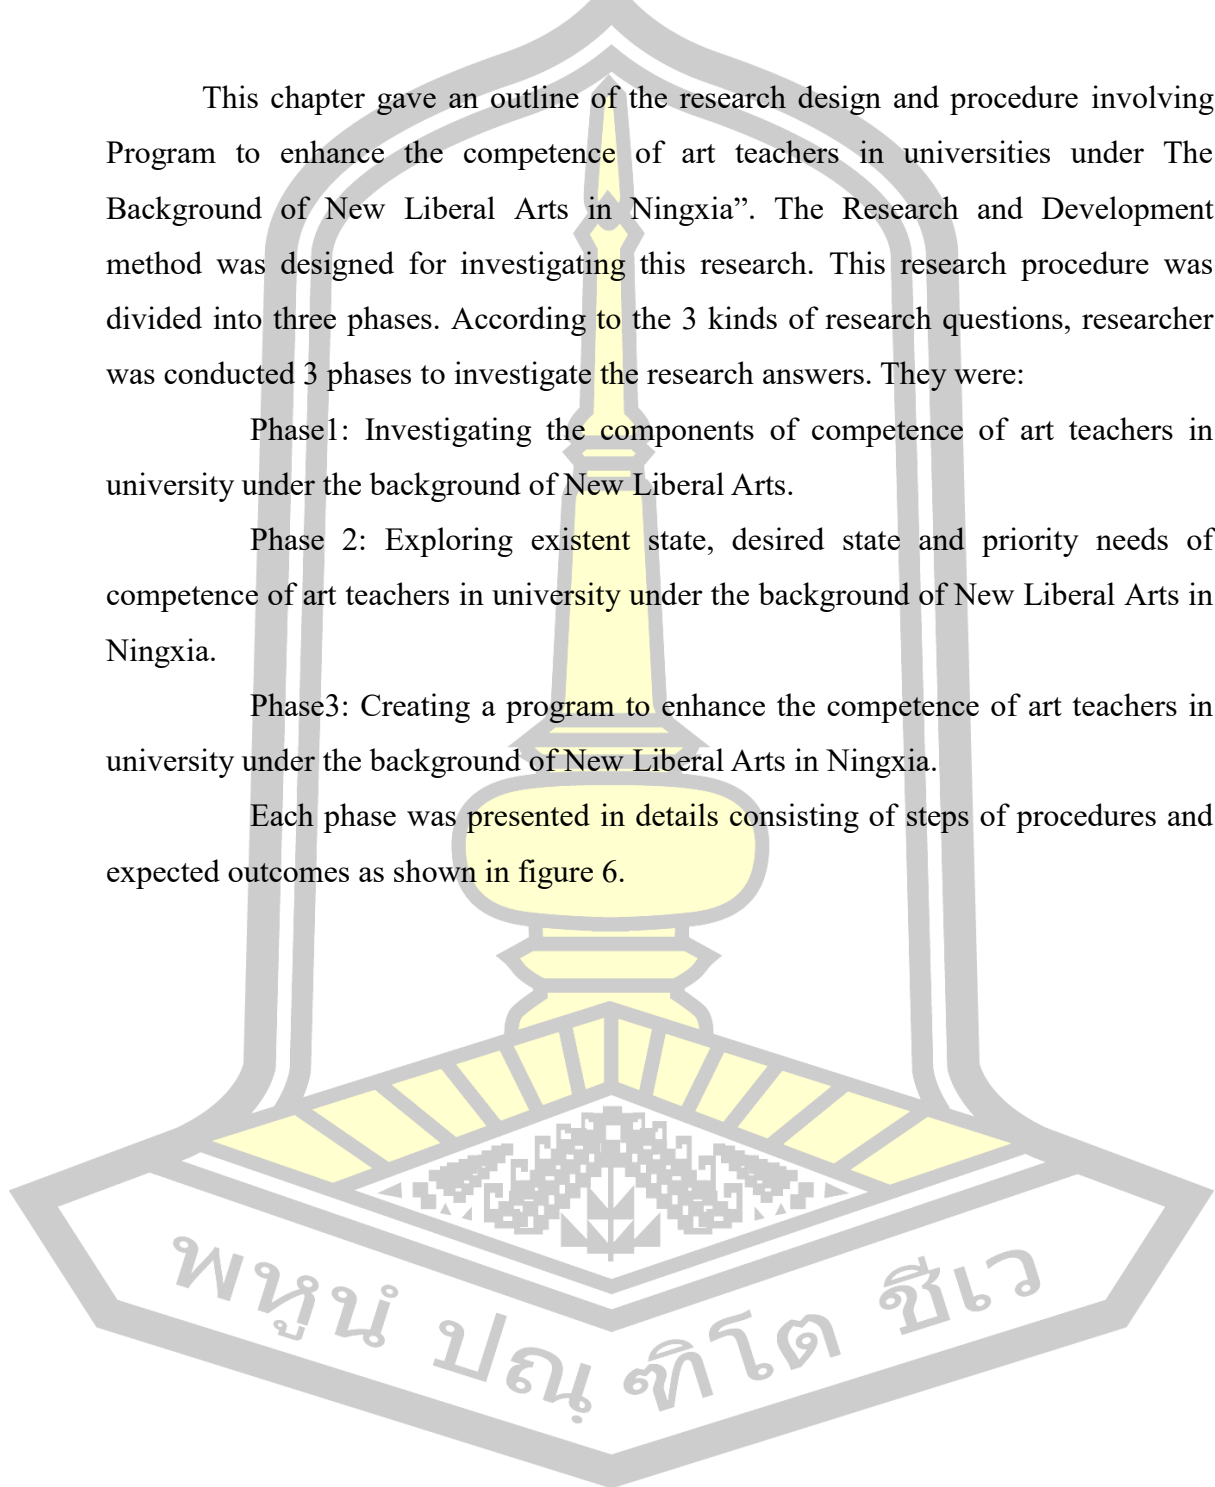 This chapter gave an outline of the research design and procedure involving
Program to enhance the competence of art teachers in universities under The
Background of New Liberal Arts in Ningxia”. The Research and Development
method was designed for investigating this research. This research procedure was
divided into three phases. According to the 3 kinds of research questions, researcher
was conducted 3 phases to investigate the research answers. They were:
Phase1: Investigating the components of competence of art teachers in
university under the background of New Liberal Arts.
Phase 2: Exploring existent state, desired state and priority needs of
competence of art teachers in university under the background of New Liberal Arts in
Ningxia.
Phase3: Creating a program to enhance the competence of art teachers in
university under the background of New Liberal Arts in Ningxia.
Each phase was presented in details consisting of steps of procedures and
expected outcomes as shown in figure 6.
พหูนํ ปณฺฑิโต ชีเว